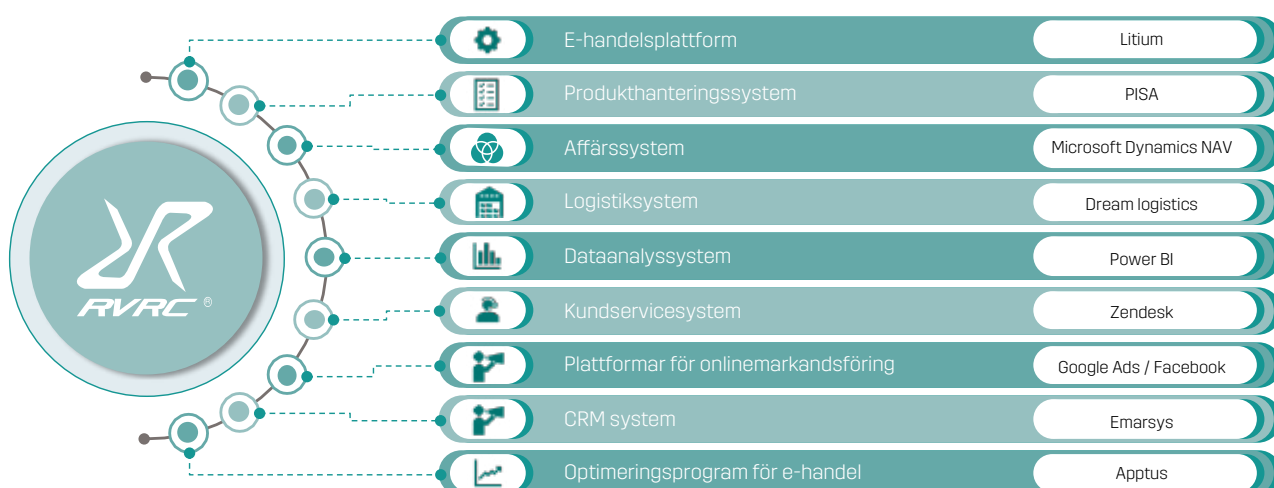 E-handelsplattform Litium
Produkthanteringssystem PISA
Affärssystem Microsoft Dynamics NAV
Logistiksystem Dream logistics
Dataanalyssystem Power BI
Kundservicesystem Zendesk
Plattformar för onlinemarkandsföring Google Ads / Facebook
CRM system Emarsys
Optimeringsprogram för e-handel Apptus
RVRC ®